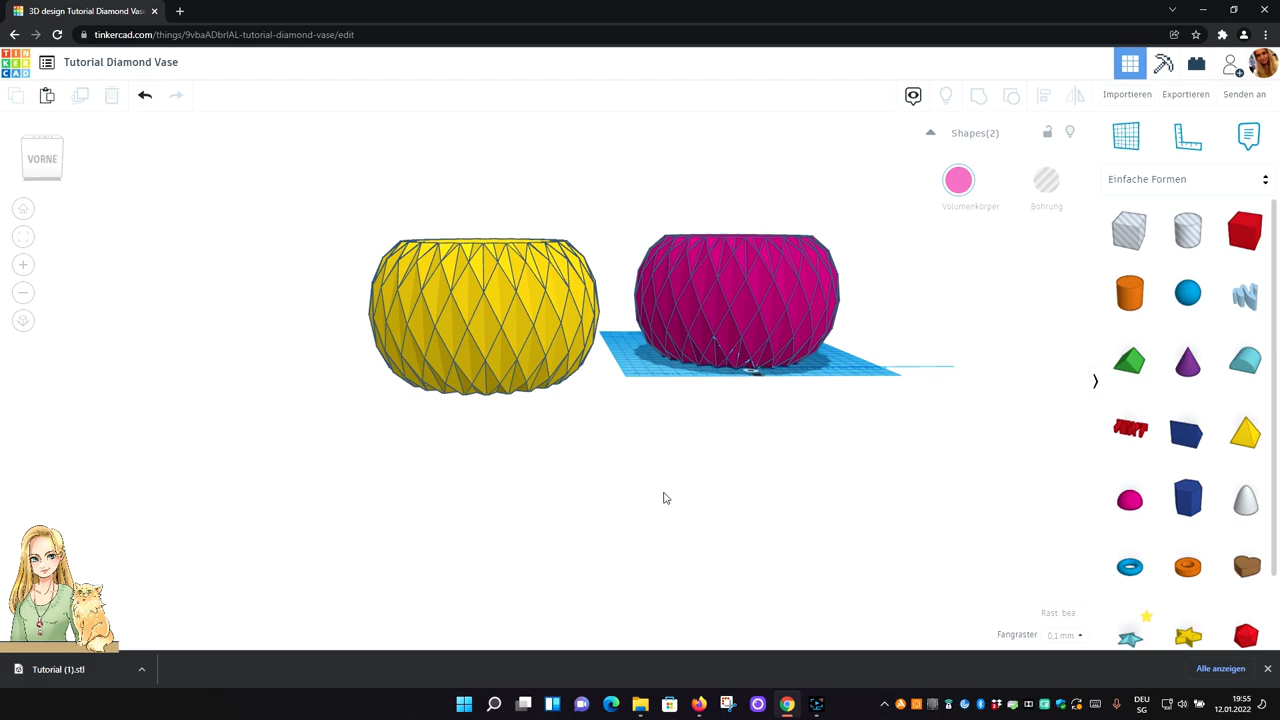 3D design Tutorial Diamond Vase
tinkercad.com/things/9vbaADbrlAL-tutorial-diamond-vase/edit
TIN
KER
CAD
Tutorial Diamond Vase
Importieren
Exportieren
Senden an
Shapes(2)
VORNE
Einfache Formen
Volumenkörper
Bohrung
TEXT
Rast. bea.
Fangraster
0,1 mm
Tutorial (1).stl
Alle anzeigen
DEU
SG
19:55
12.01.2022